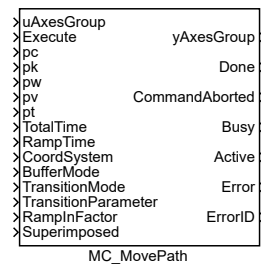 uAxesGroup
Execute yAxesGroup
pc
pk Done
pw
pv CommandAborted
pt
TotalTime Busy
RampTime
CoordSystem Active
BufferMode
TransitionMode Error
TransitionParameter
RampInFactor ErrorID
Superimposed
MC_MovePath